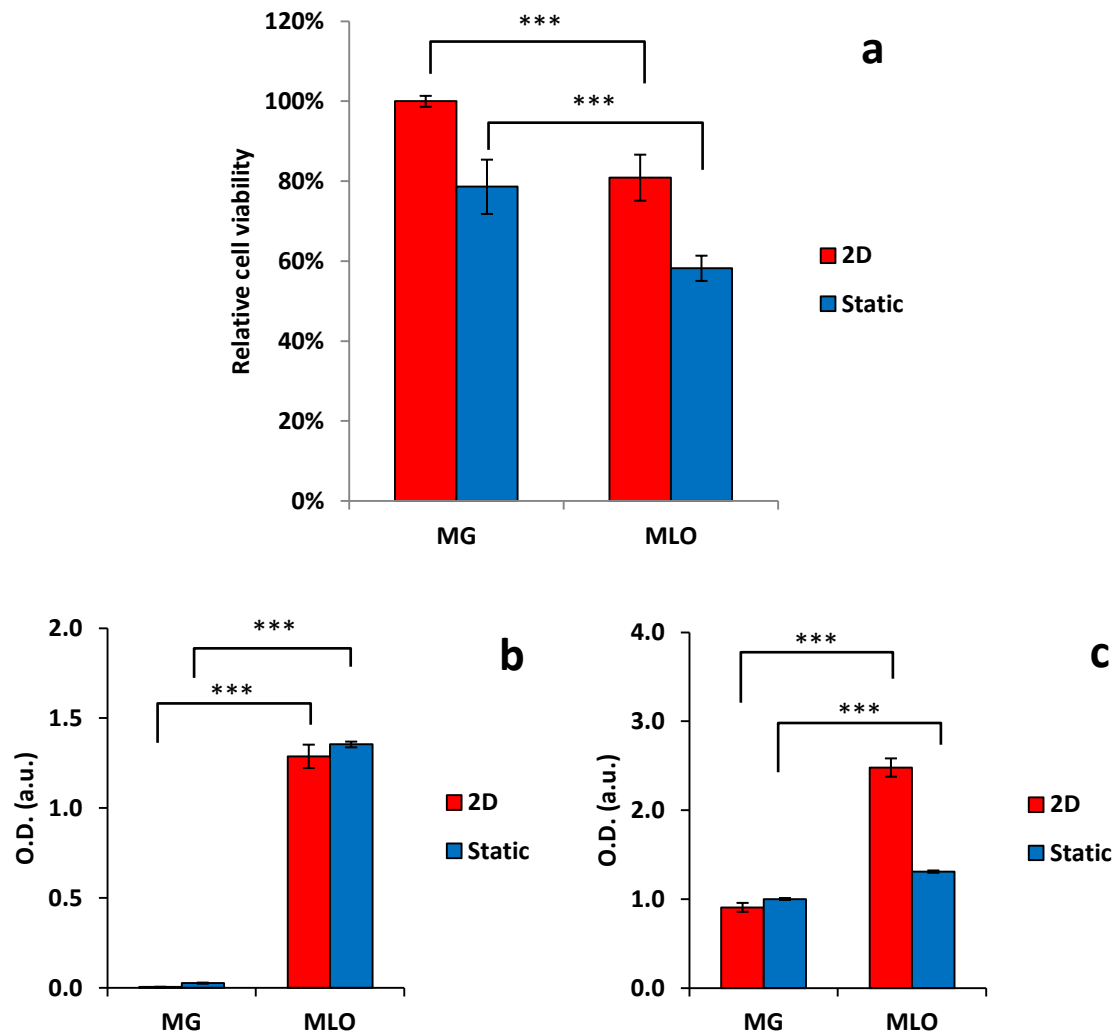 120%
***
a
100%
***
80%
60%
40%
20%
0%
Relative cell viability
MG
MLO
2D
Static
2.0
***
b
***
1.5
1.0
0.5
0.0
O.D. (a.u.)
MG
MLO
2D
Static
4.0
***
c
3.0
***
2.0
1.0
0.0
O.D. (a.u.)
MG
MLO
2D
Static